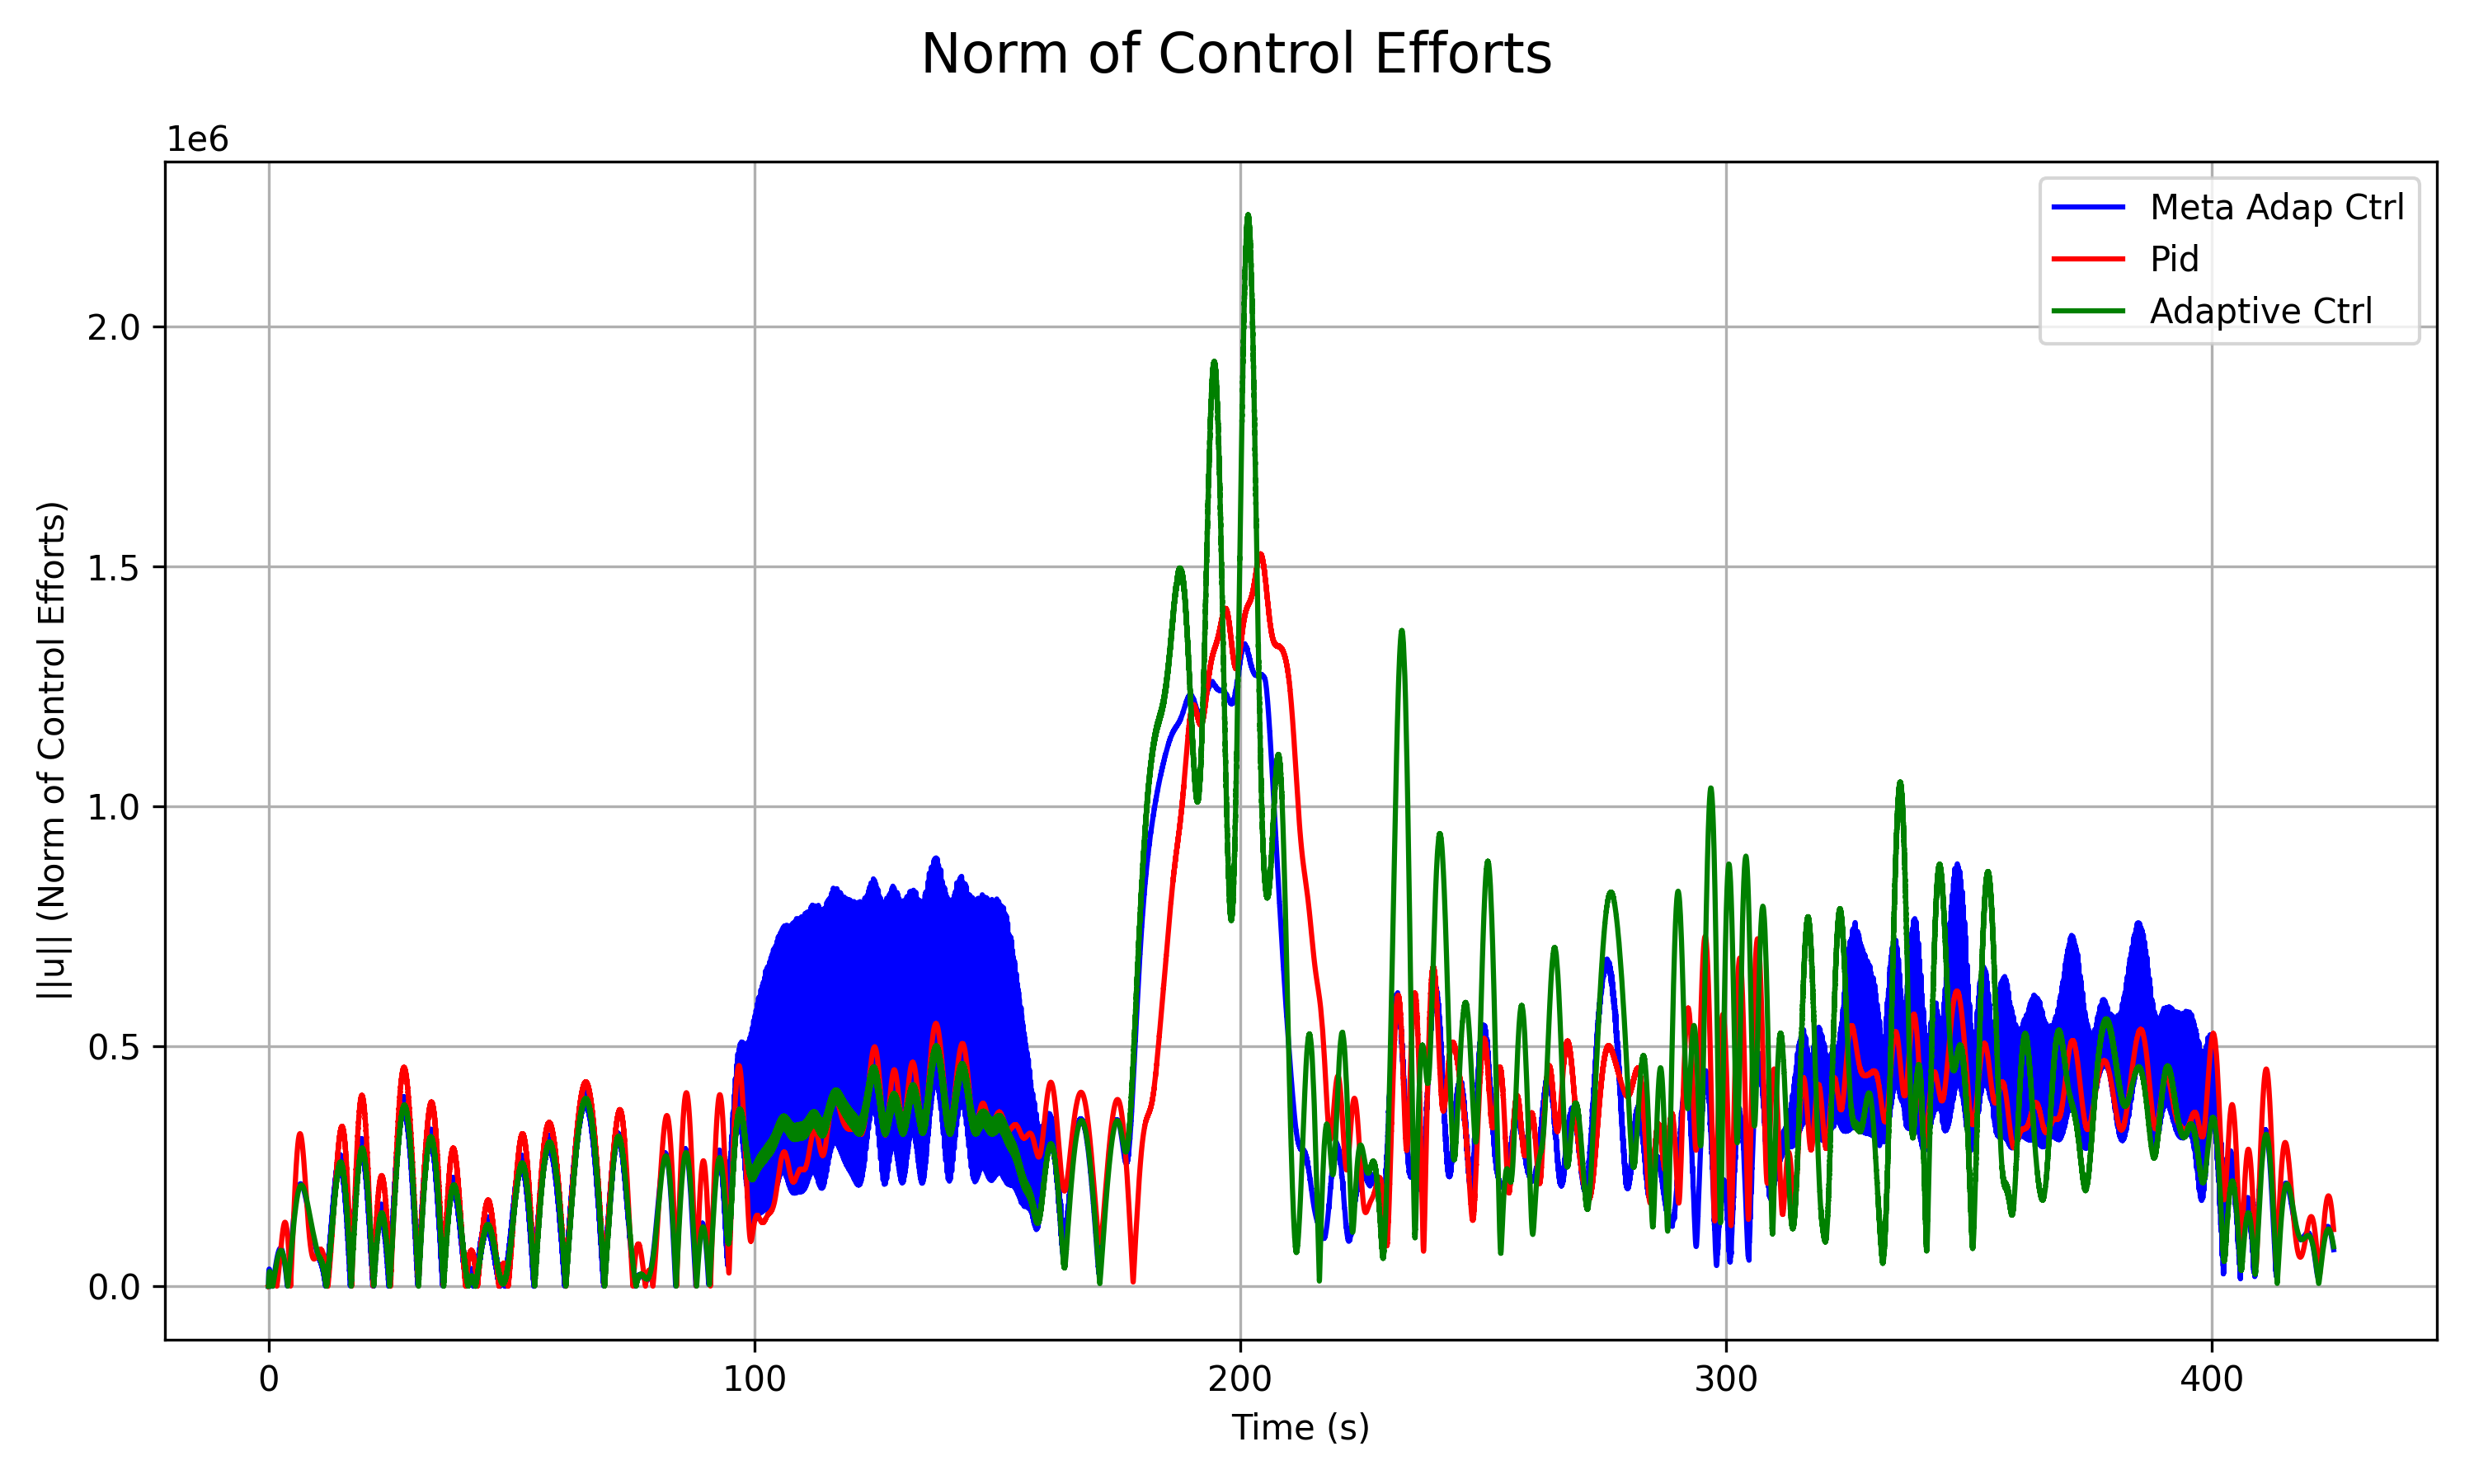 Norm of Control Efforts
1e6
Meta Adap Ctrl
Pid
Adaptive Ctrl
2.0
1.5
1.0
0.5
0.0
||u|| (Norm of Control Efforts)
0 100 200 300 400
Time (s)